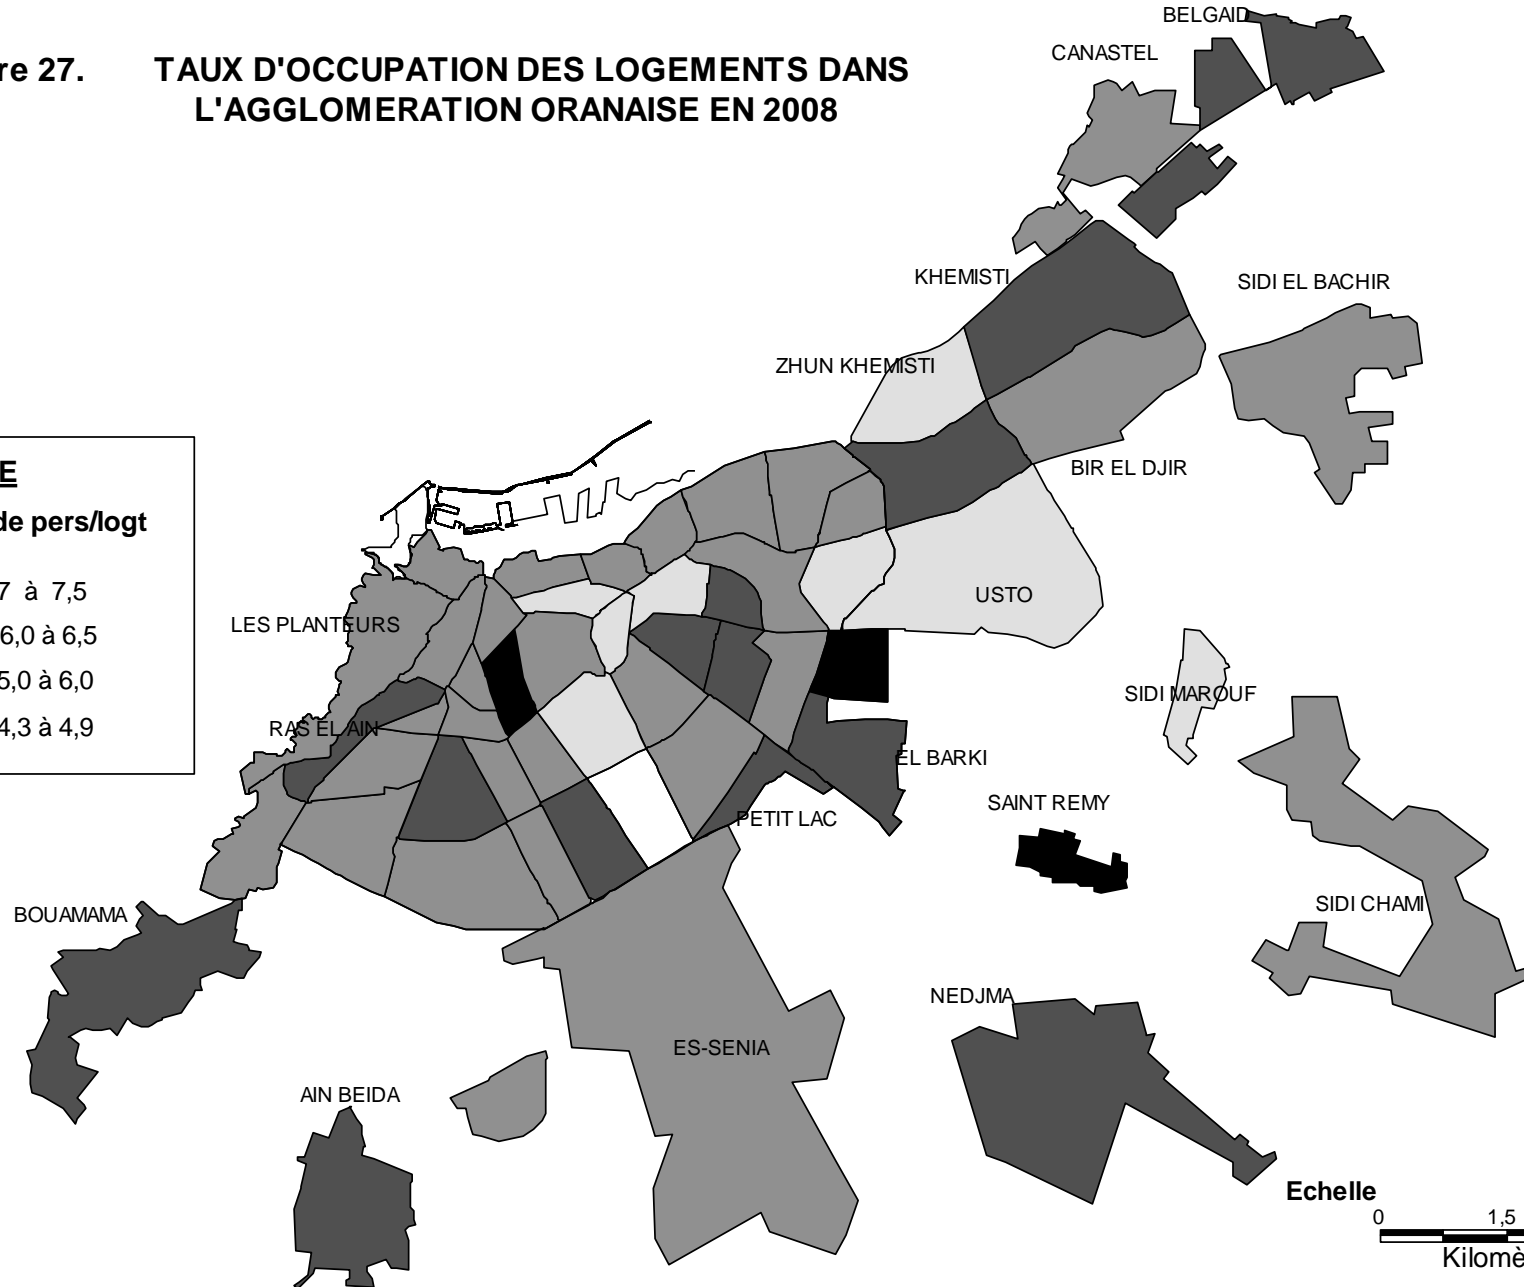 re 27. TAUX D'OCCUPATION DES LOGEMENTS DANS
L'AGGLOMERATION ORANAISE EN 2008
BELGAID
CANASTEL
KHEMISTI
SIDI EL BACHIR
ZHUN KHEMISTI
BIR EL DJIR
E
de pers/logt
7 à 7,5
6,0 à 6,5
5,0 à 6,0
4,3 à 4,9
USTO
LES PLANTEURS
SIDI MAROUF
RAS EL AIN
EL BARKI
SAINT REMY
PETIT LAC
SIDI CHAMI
BOUAMAMA
NEDJMA
ES-SENIA
AIN BEIDA
Echelle
0 1,5
Kilomè